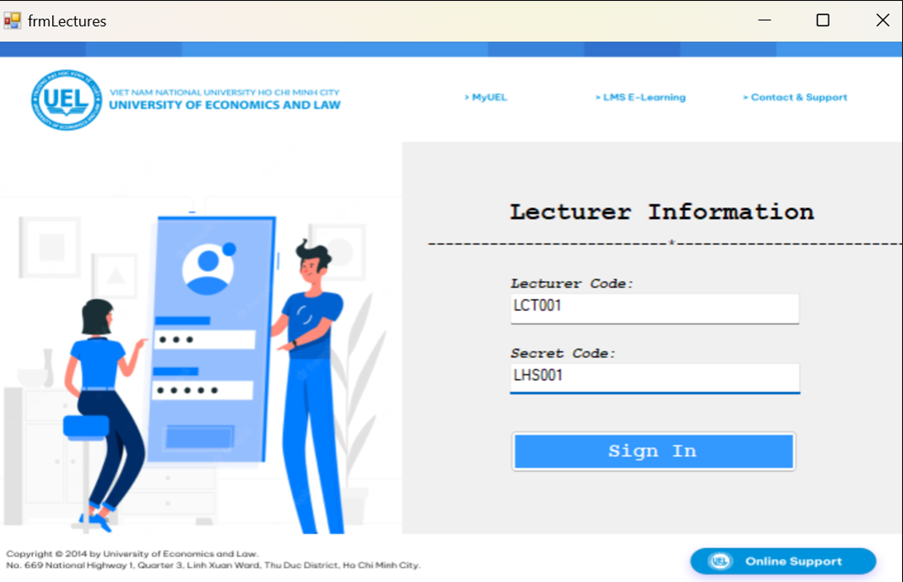 frmLectures
UEL
VIET NAM NATIONAL UNIVERSITY HO CHI MINH CITY
UNIVERSITY OF ECONOMICS AND LAW
> MyUEL
> LMS E-Learning
> Contact & Support
Lecturer Information
----------------------------*----------------------------
Lecturer Code:
LCT001
Secret Code:
LHS001
Sign In
Copyright © 2014 by University of Economics and Law.
No. 669 National Highway 1, Quarter 3, Linh Xuan Ward, Thu Duc District, Ho Chi Minh City.
UEL
Online Support